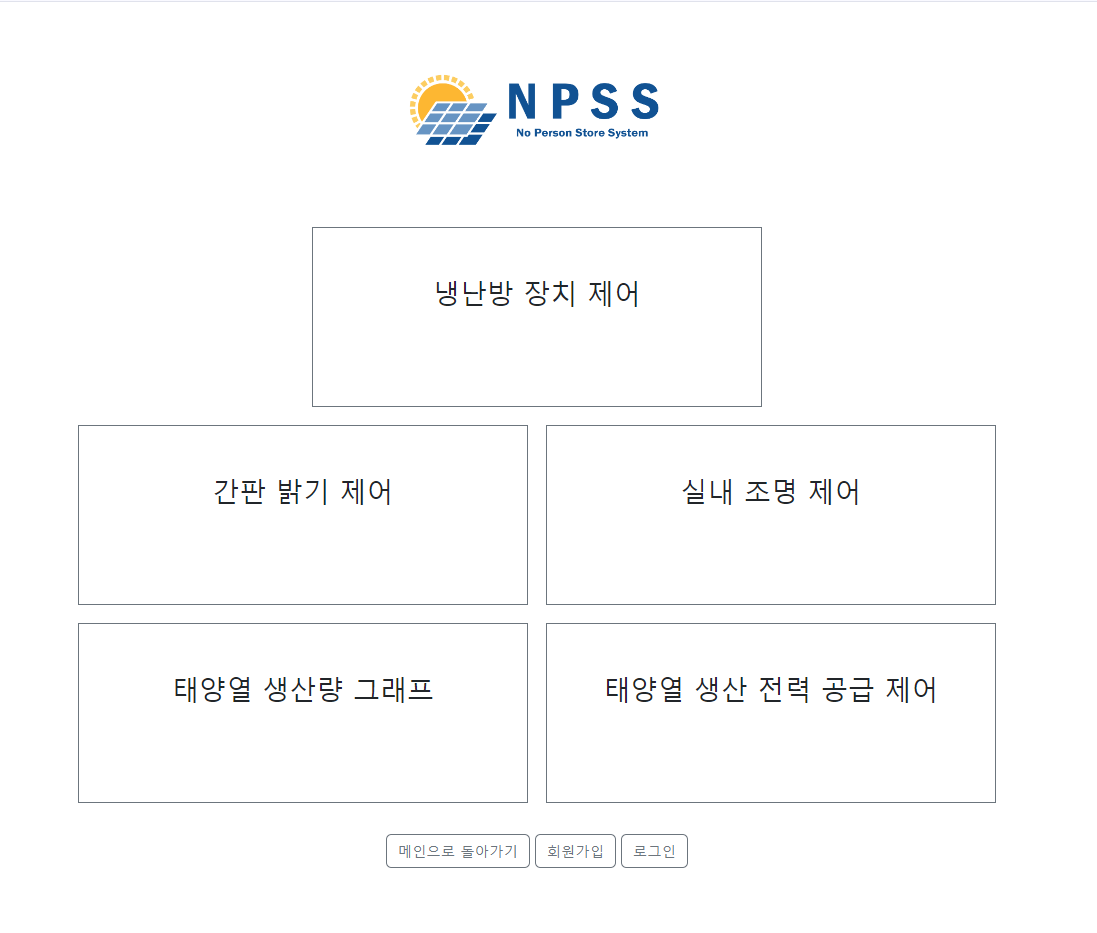 NPSS
No Person Store System
냉난방 장치 제어
간판 밝기 제어
실내 조명 제어
태양열 생산량 그래프
태양열 생산 전력 공급 제어
메인으로 돌아가기
회원가입
로그인